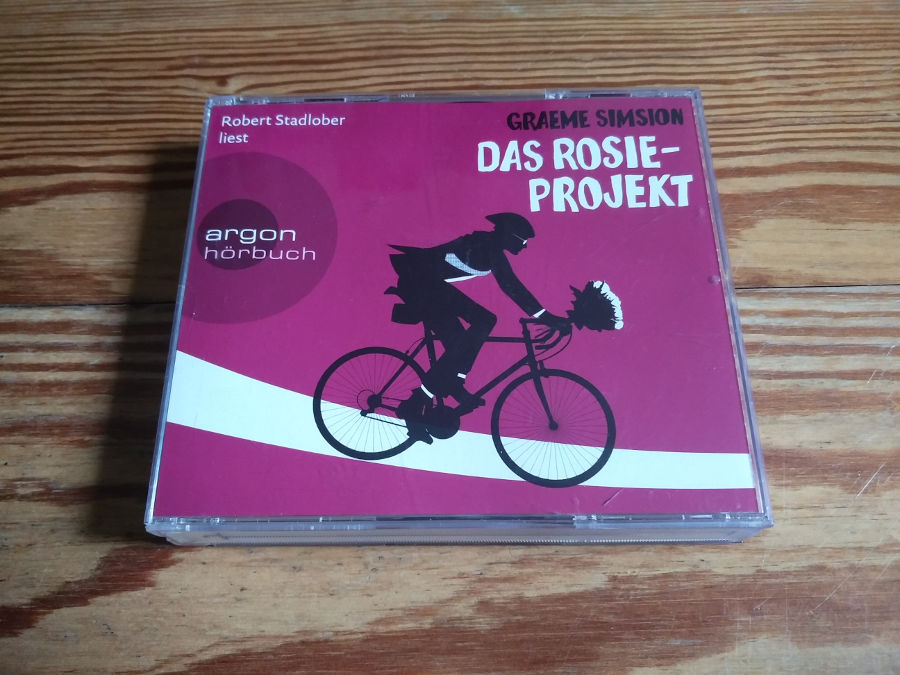 Robert Stadlober
liest
GRAEME SIMSION
DAS ROSIE-
PROJEKT
argon
hörbuch